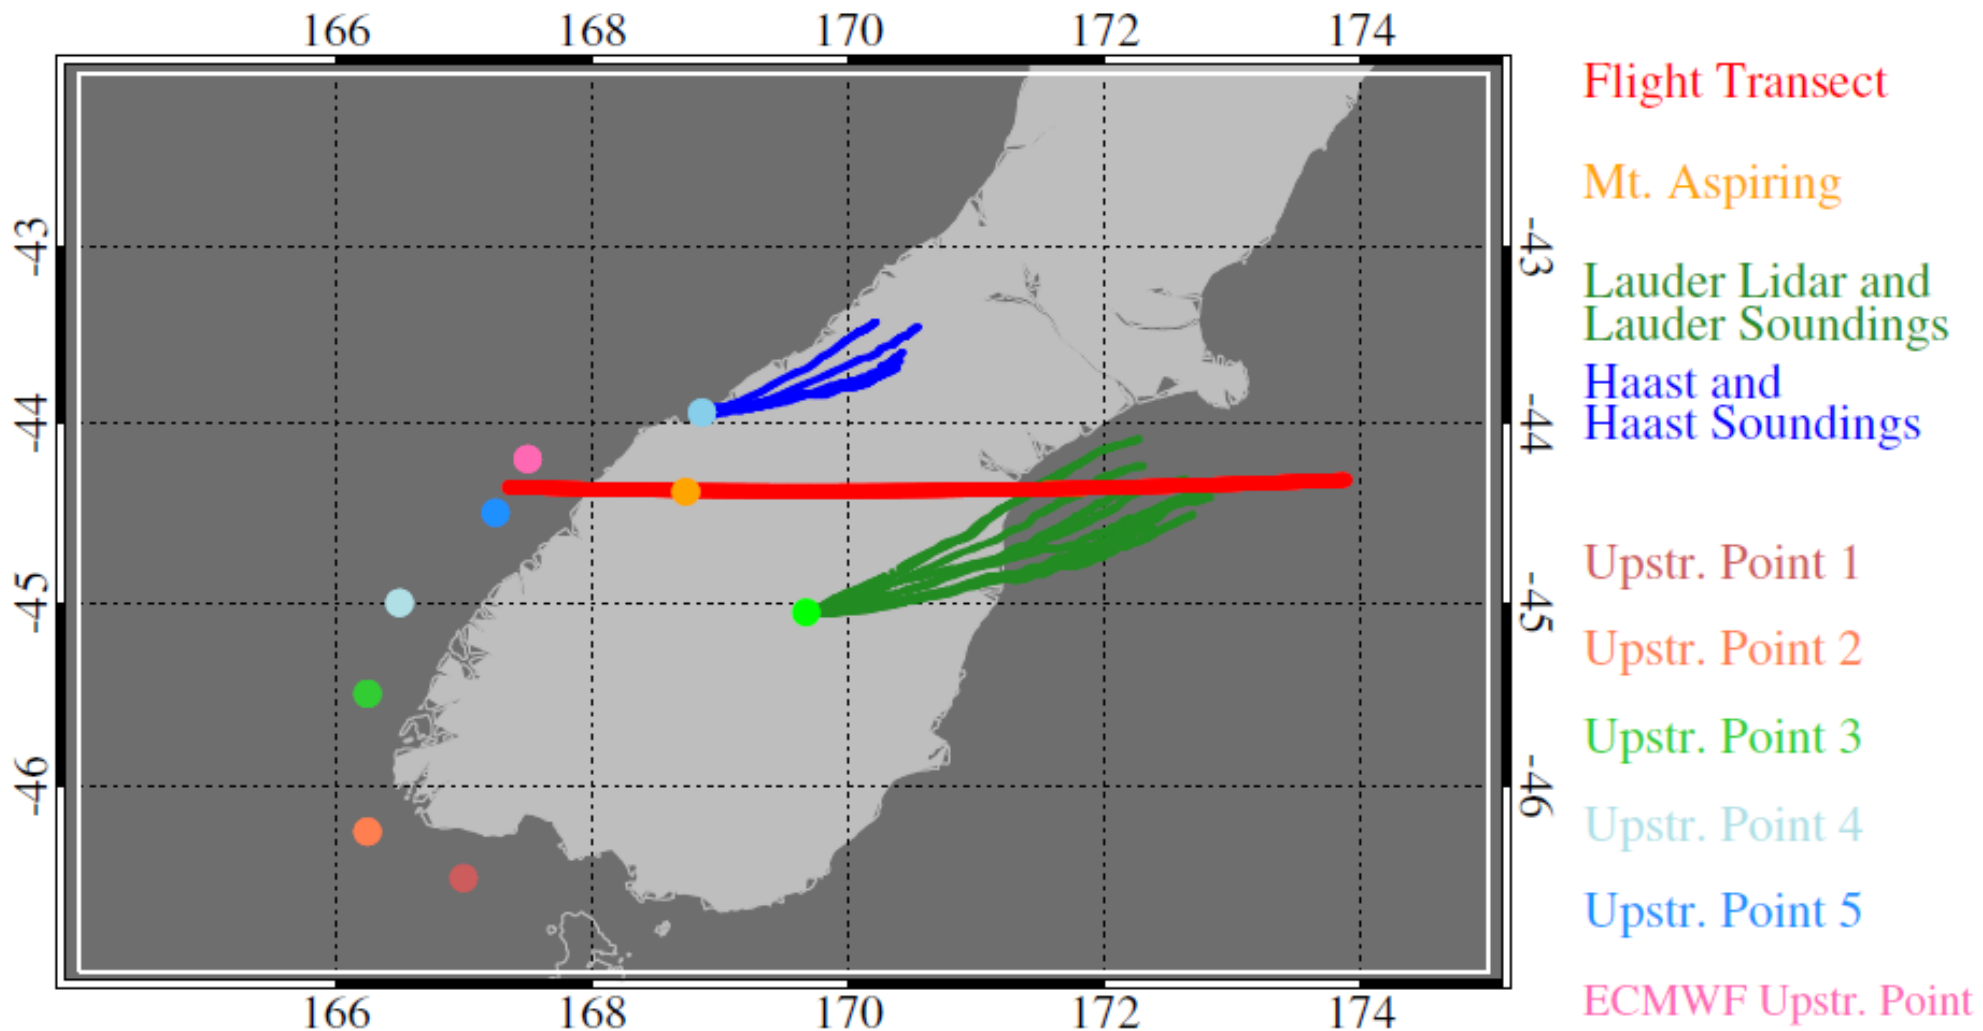 166 168 170 172 174
Flight Transect
Mt. Aspiring
-43 -43
Lauder Lidar and
Lauder Soundings
Haast and
Haast Soundings
-44 -44
Upstr. Point 1
-45 -45
Upstr. Point 2
Upstr. Point 3
-46 -46
Upstr. Point 4
Upstr. Point 5
ECMWF Upstr. Point
166 168 170 172 174